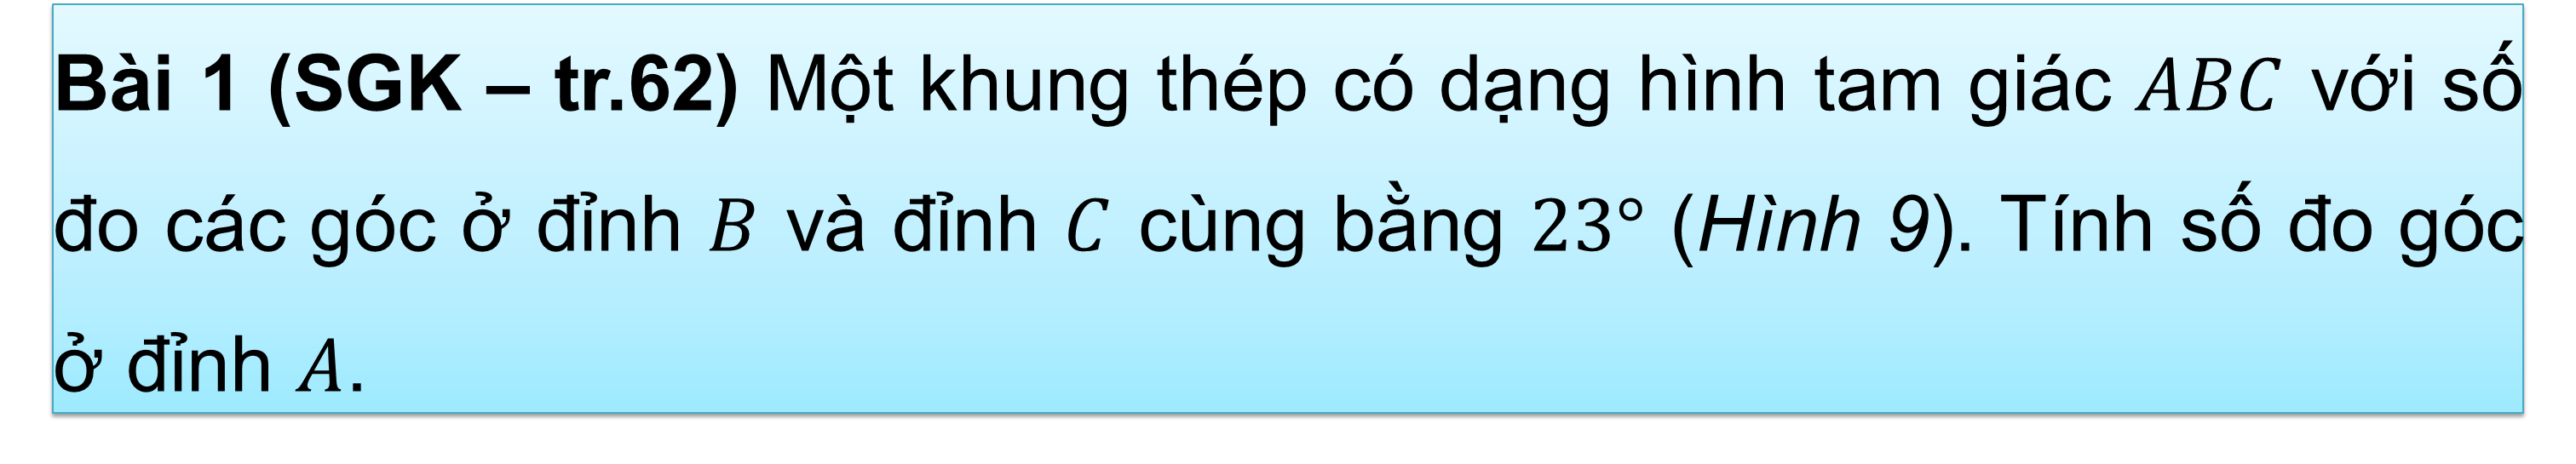 Bài 1 (SGK – tr.62) Một khung thép có dạng hình tam giác ABC với số
đo các góc ở đỉnh B và đỉnh C cùng bằng 23° (Hình 9). Tính số đo góc
ở đỉnh A.